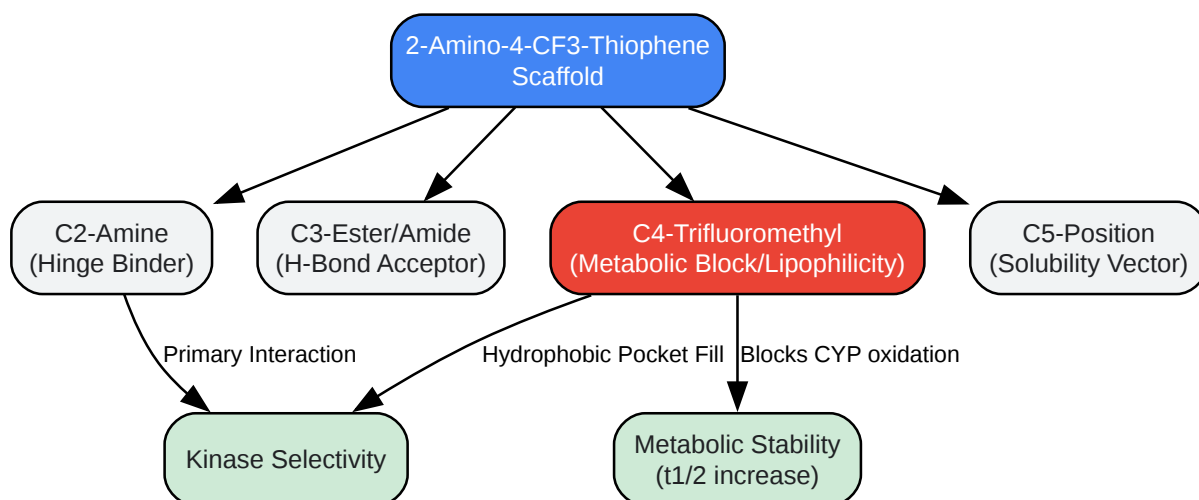 2-Amino-4-CF3-Thiophene
Scaffold
C2-Amine
(Hinge Binder)
C3-Ester/Amide
(H-Bond Acceptor)
C4-Trifluoromethyl
(Metabolic Block/Lipophilicity)
C5-Position
(Solubility Vector)
Primary Interaction
Hydrophobic Pocket Fill
Blocks CYP oxidation
Kinase Selectivity
Metabolic Stability
(t1/2 increase)